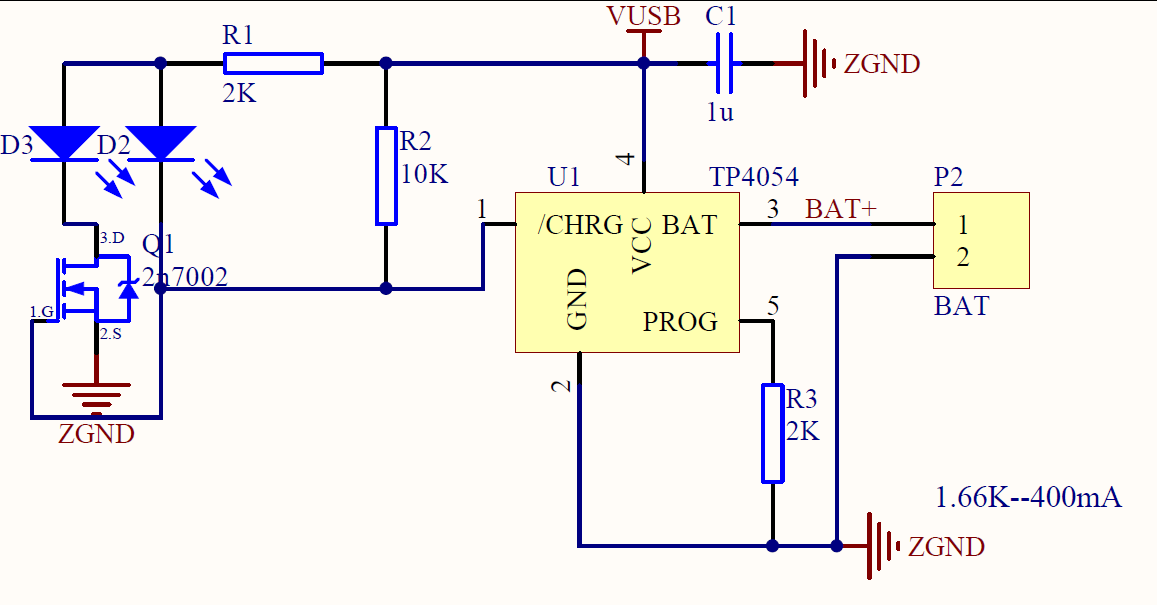 VUSB
C1
R1
ZGND
2K
1u
D3
D2
R2
10K
4
U1
TP4054
P2
1
/CHRG
VCC
BAT
3
BAT+
1
2
3.D
Q1
2n7002
GND
PROG
5
BAT
1.G
2.S
2
R3
2K
ZGND
1.66K--400mA
ZGND